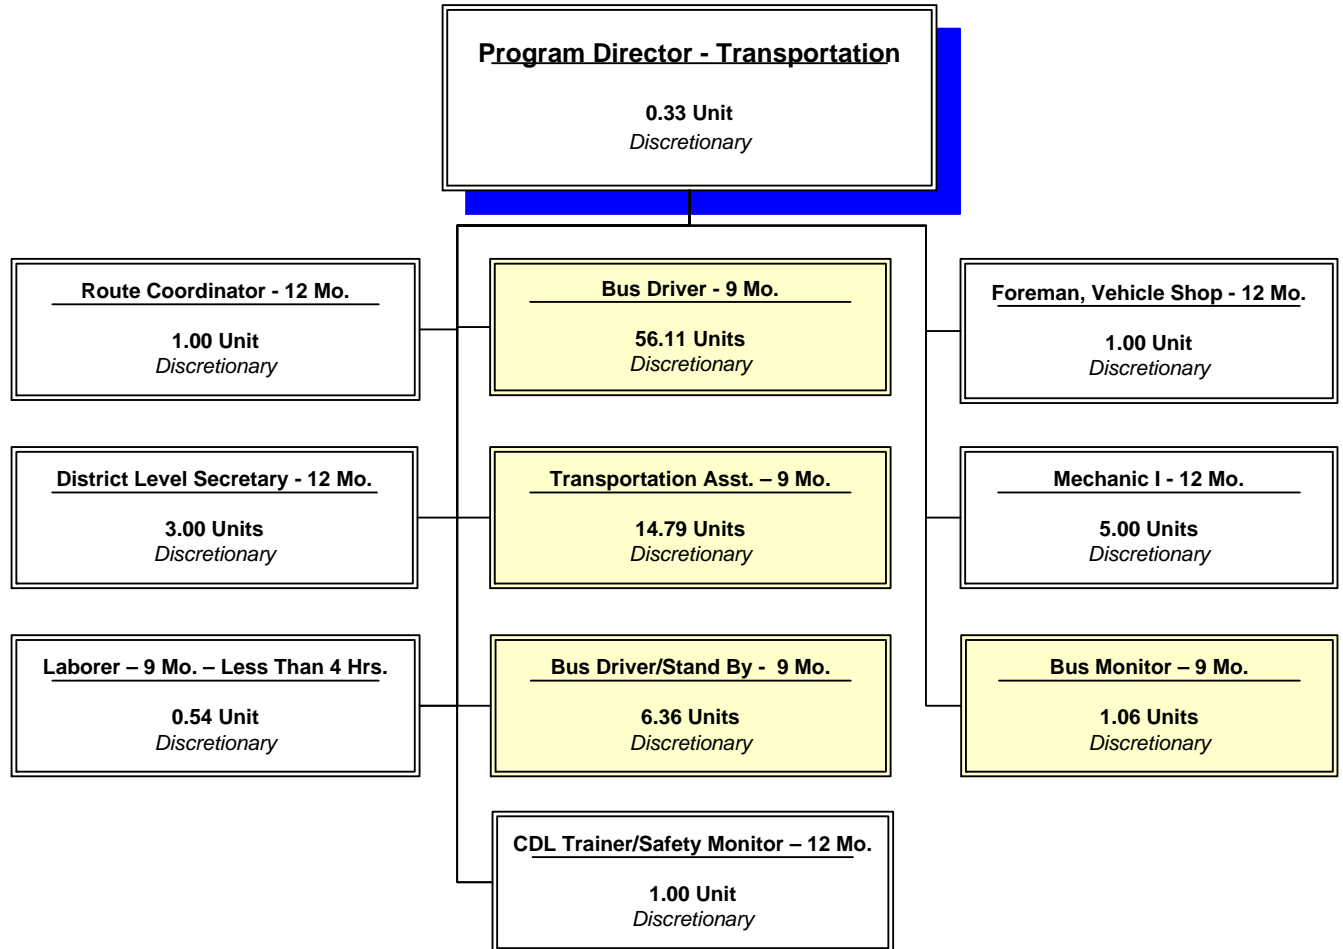 Program Director - Transportation
0.33 Unit
Discretionary
Route Coordinator - 12 Mo.
1.00 Unit
Discretionary
Bus Driver - 9 Mo.
56.11 Units
Discretionary
Foreman, Vehicle Shop - 12 Mo.
1.00 Unit
Discretionary
District Level Secretary - 12 Mo.
3.00 Units
Discretionary
Transportation Asst. – 9 Mo.
14.79 Units
Discretionary
Mechanic I - 12 Mo.
5.00 Units
Discretionary
Laborer – 9 Mo. – Less Than 4 Hrs.
0.54 Unit
Discretionary
Bus Driver/Stand By - 9 Mo.
6.36 Units
Discretionary
Bus Monitor – 9 Mo.
1.06 Units
Discretionary
CDL Trainer/Safety Monitor – 12 Mo.
1.00 Unit
Discretionary